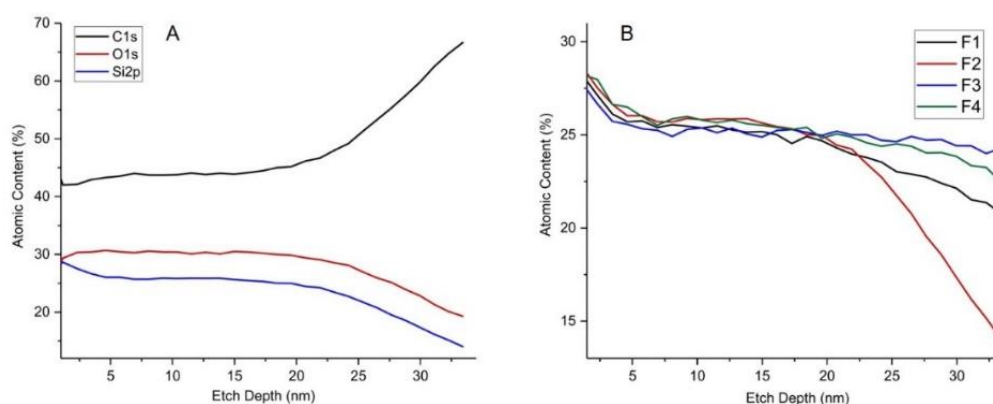 A
C1s
O1s
Si2p
70
60
50
40
30
20
Atomic Content (%)
5
10
15
20
25
30
Etch Depth (nm)
B
F1
F2
F3
F4
30
25
20
15
Atomic Content (%)
5
10
15
20
25
30
Etch Depth (nm)